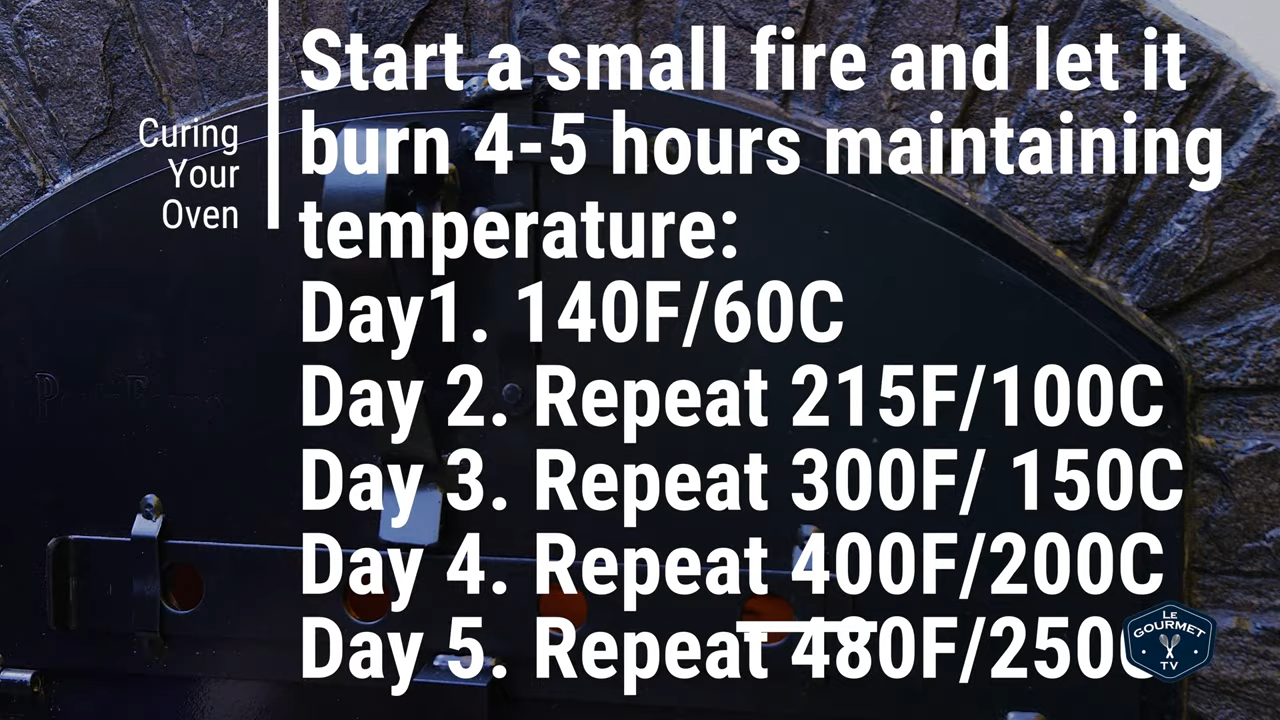 Curing
Your
Oven
Start a small fire and let it
burn 4-5 hours maintaining
temperature:
Day1. 140F/60C
Day 2. Repeat 215F/100C
Day 3. Repeat 300F/ 150C
Day 4. Repeat 400F/200C
Day 5. Repeat 480F/250C
LE
GOURMET
TV